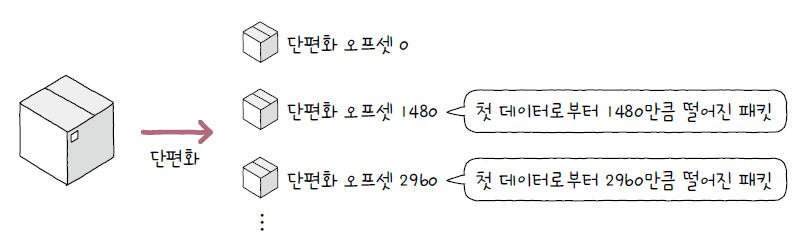 단편화 오프셋 0
단편화 오프셋 1480
첫 데이터로부터 1480만큼 떨어진 패킷
단편화
단편화 오프셋 2960
첫 데이터로부터 2960만큼 떨어진 패킷